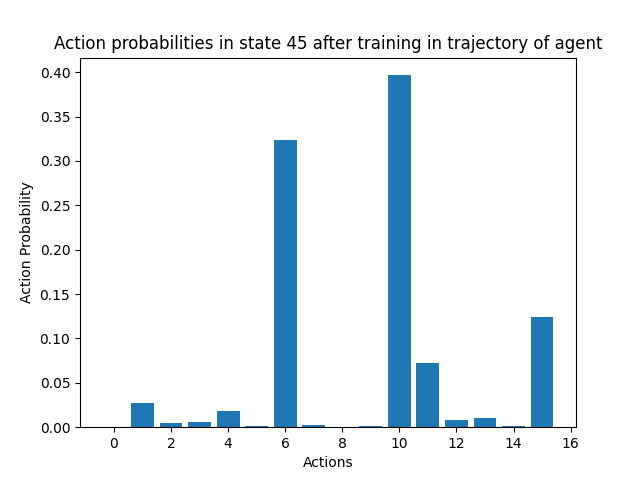 Action probabilities in state 45 after training in trajectory of agent
0.40
0.35
0.30
0.25
0.20
0.15
0.10
0.05
0.00
Action Probability
0 2 4 6 8 10 12 14 16
Actions